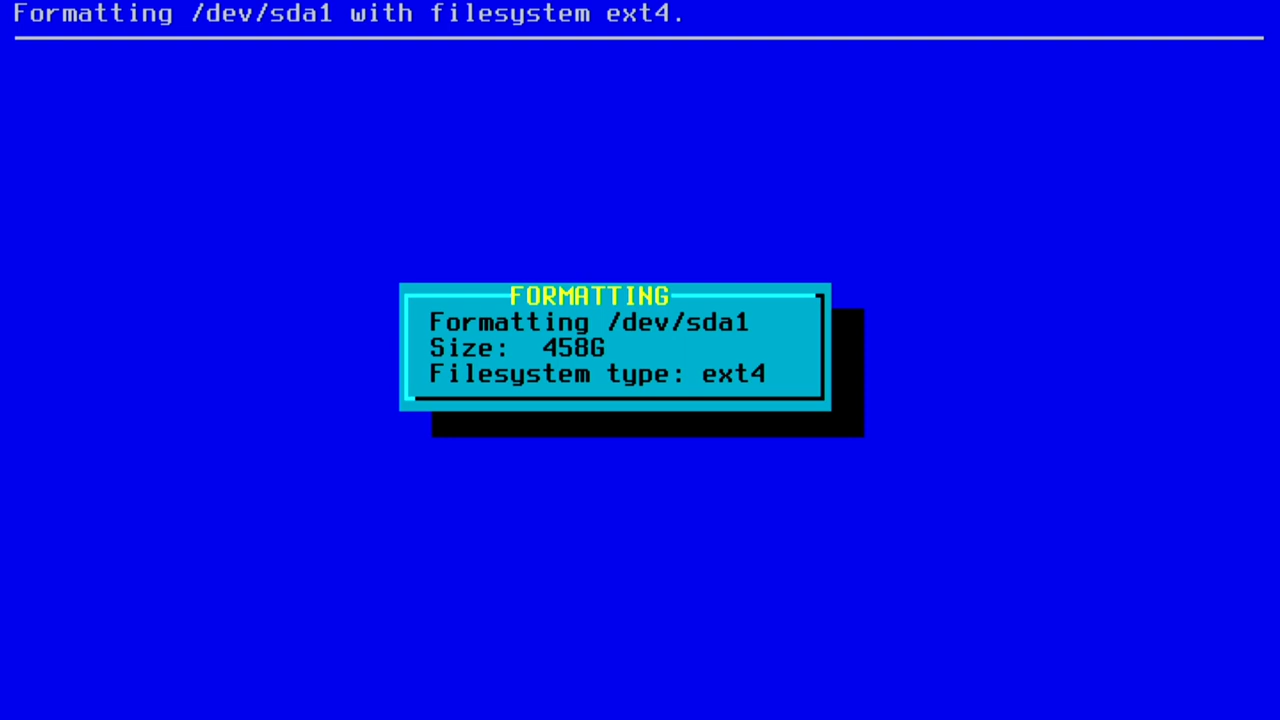 Formatting /dev/sda1 with filesystem ext4.
FORMATTING
Formatting /dev/sda1
Size:  458G
Filesystem type: ext4